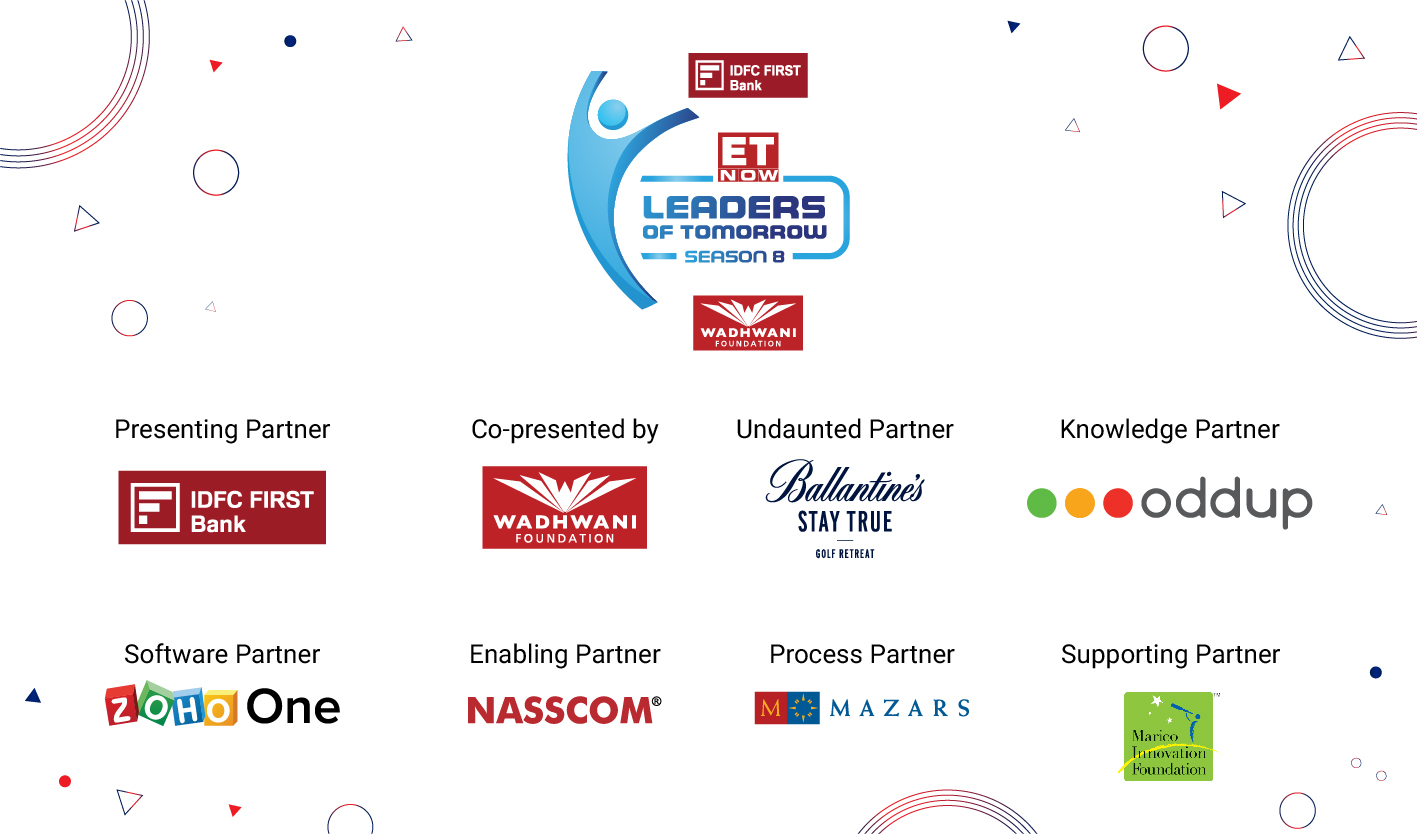 IDFC FIRST
Bank
ET
NOW
LEADERS
OF TOMORROW
SEASON 8
WADHWANI
FOUNDATION
Presenting Partner
IDFC FIRST
Bank
Co-presented by
WADHWANI
FOUNDATION
Undaunted Partner
Ballantine's
STAY TRUE
GOLF RETREAT
Knowledge Partner
oddup
Software Partner
ZOHO One
Enabling Partner
NASSCOM®
Process Partner
M MAZARS
Supporting Partner
Marico
Innovation
Foundation
TM